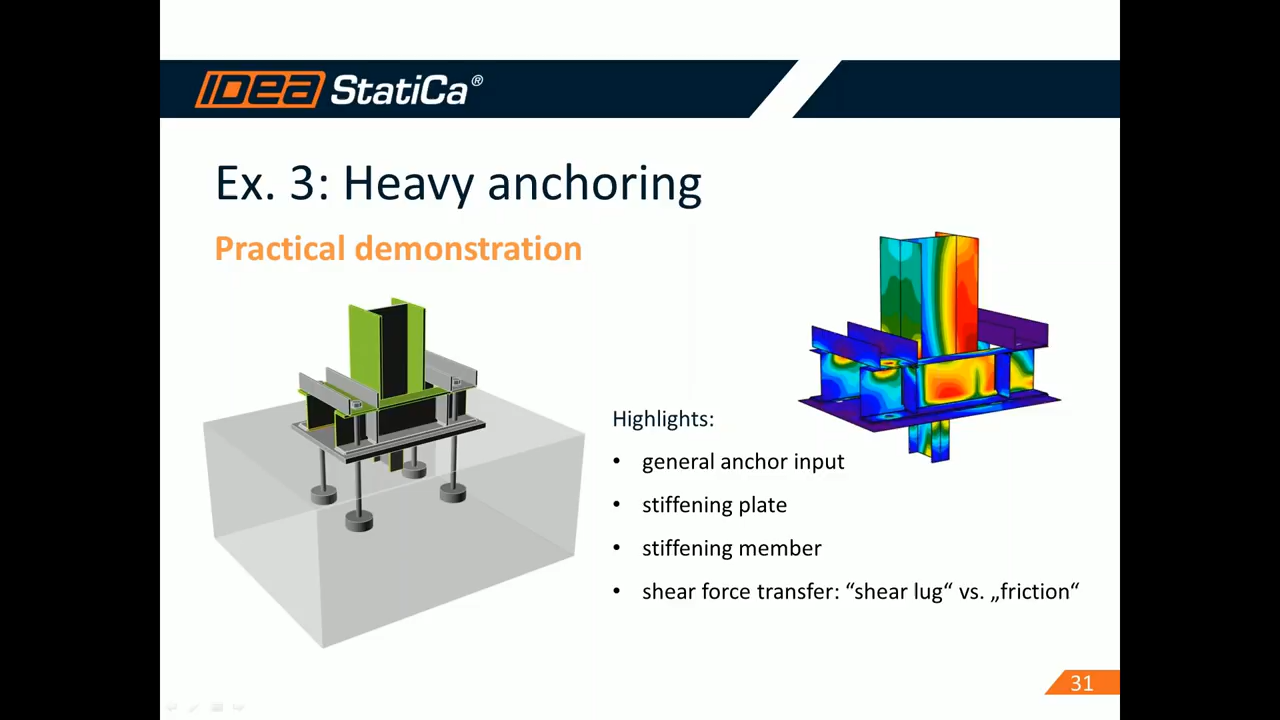 IDEA StatiCa®
Ex. 3: Heavy anchoring
Practical demonstration
Highlights:
• general anchor input
• stiffening plate
• stiffening member
• shear force transfer: “shear lug“ vs. „friction“
31